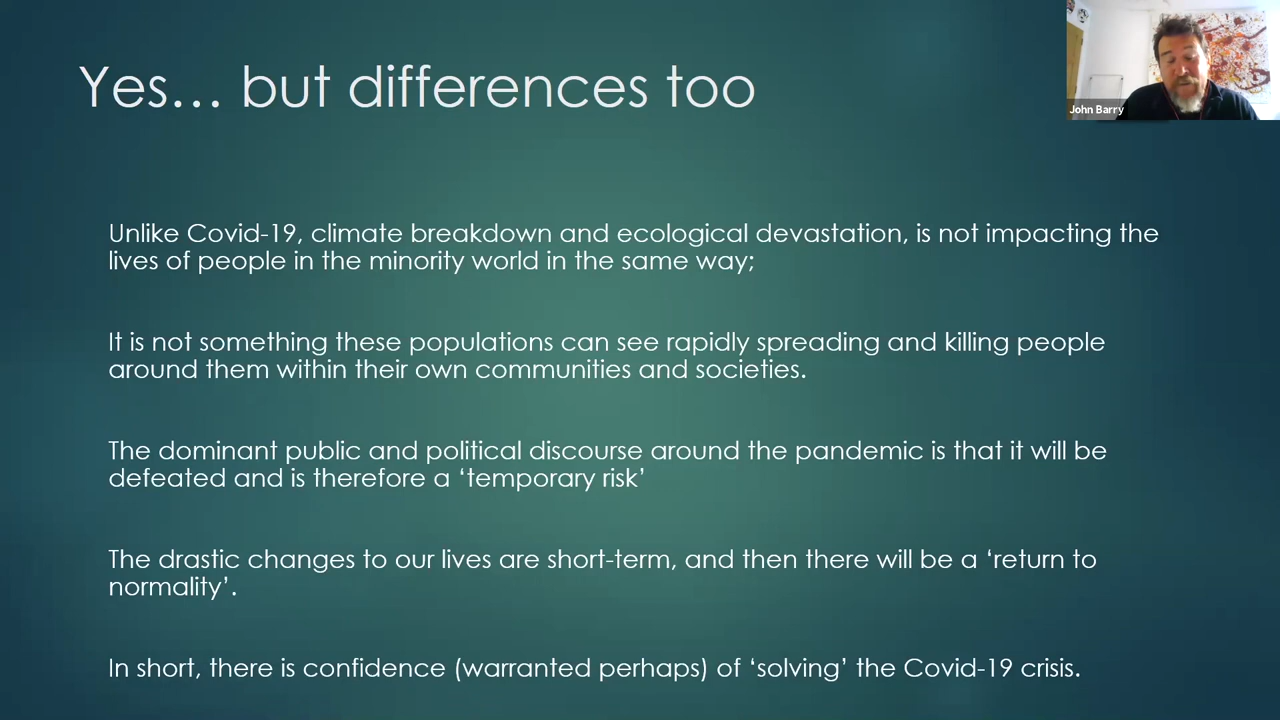 Yes… but differences too
John Barry
Unlike Covid-19, climate breakdown and ecological devastation, is not impacting the
lives of people in the minority world in the same way;
It is not something these populations can see rapidly spreading and killing people
around them within their own communities and societies.
The dominant public and political discourse around the pandemic is that it will be
defeated and is therefore a ‘temporary risk’
The drastic changes to our lives are short-term, and then there will be a ‘return to
normality’.
In short, there is confidence (warranted perhaps) of ‘solving’ the Covid-19 crisis.